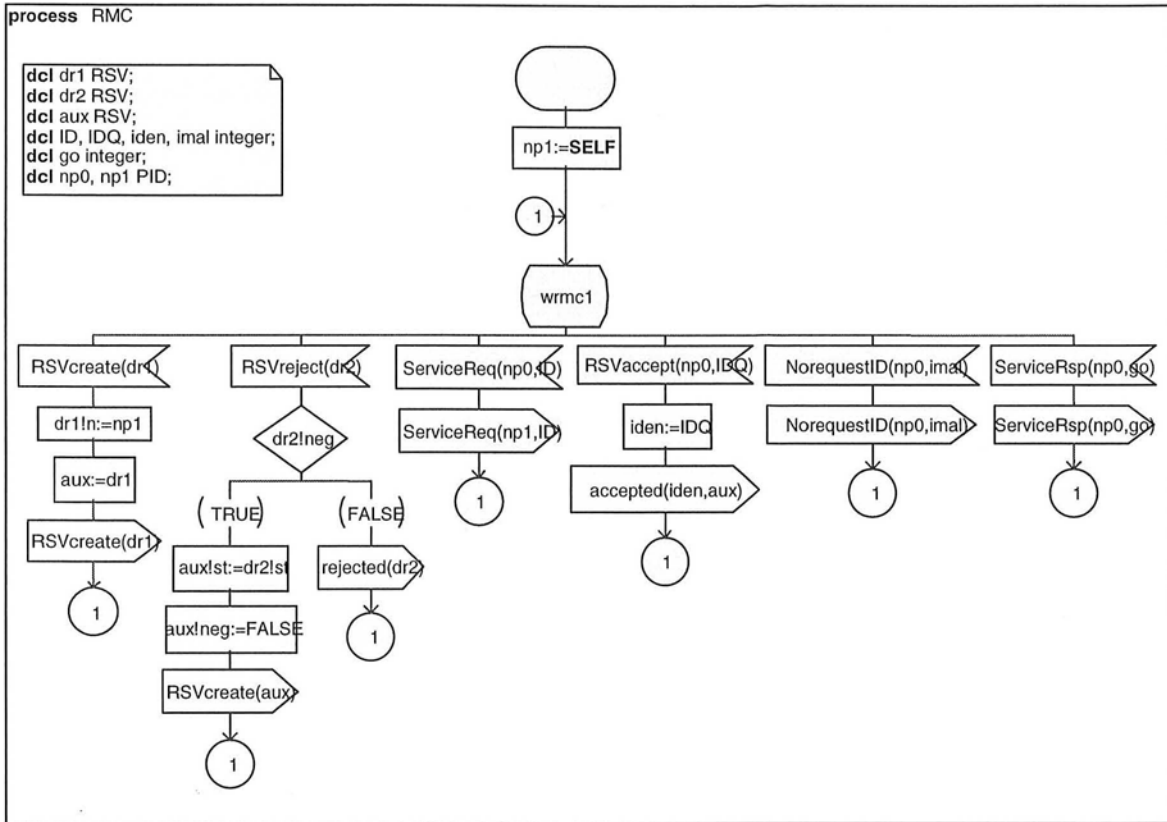 process RMC
dcl dr1 RSV;
dcl dr2 RSV;
dcl aux RSV;
dcl ID, IDQ, iden, imal integer;
dcl go integer;
dcl np0, np1 PID;
np1:=SELF
1
wrmc1
RSVcreate(dr1)
dr1!n:=np1
aux:=dr1
RSVcreate(dr1)
1
RSVreject(dr2)
dr2!neg
(TRUE)
aux!st:=dr2!st
aux!neg:=FALSE
RSVcreate(aux)
1
(FALSE)
rejected(dr2)
1
ServiceReq(np0,ID)
ServiceReq(np1,ID)
1
RSVaccept(np0,IDQ)
iden:=IDQ
accepted(iden,aux)
1
NorequestID(np0,imal)
NorequestID(np0,imal)
1
ServiceRsp(np0,go)
ServiceRsp(np0,go)
1